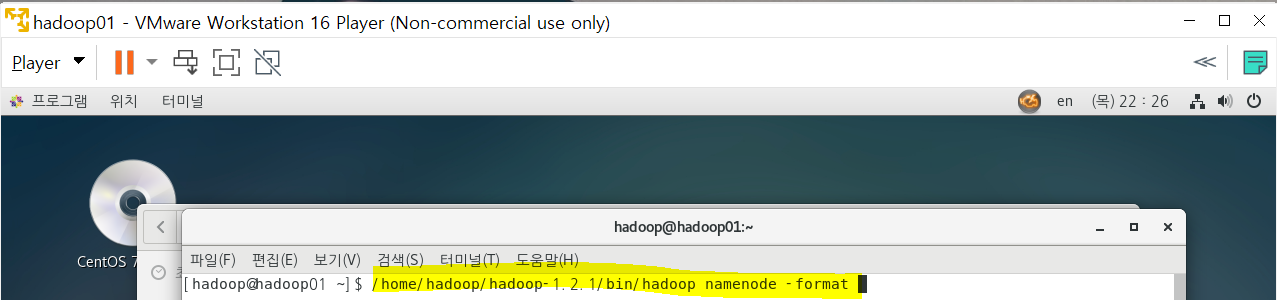 hadoop01 - VMware Workstation 16 Player (Non-commercial use only)
Player
프로그램 위치 터미널 en (목) 22 : 26
hadoop@hadoop01:~
CentOS 7
파일(F) 편집(E) 보기(V) 검색(S) 터미널(T) 도움말(H)
[hadoop@hadoop01 ~]$ /home/hadoop/hadoop-1.2.1/bin/hadoop namenode -format